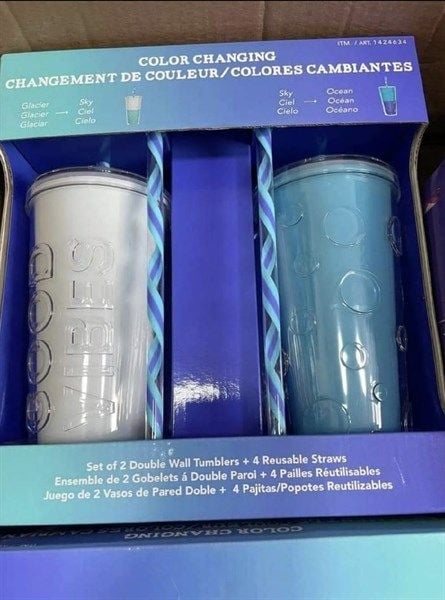 ITM. / ART. 1424634
COLOR CHANGING
CHANGEMENT DE COULEUR/COLORES CAMBIANTES
Glacier → Sky
Glacier Ciel
Glaciar Cielo
Sky → Ocean
Ciel Océan
Cielo Océano
GOOD
VIBES
Set of 2 Double Wall Tumblers + 4 Reusable Straws
Ensemble de 2 Gobelets á Double Paroi + 4 Pailles Réutilisables
Juego de 2 Vasos de Pared Doble + 4 Pajitas/Popotes Reutilizables
COLOR CHANGING